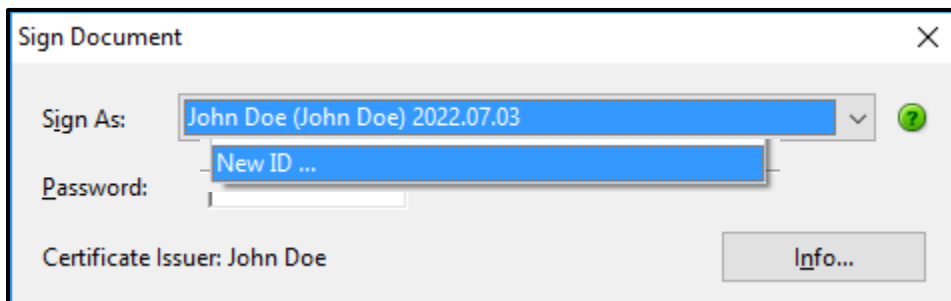 Sign Document
Sign As: John Doe (John Doe) 2022.07.03 ?
New ID ...
Password:
Certificate Issuer: John Doe Info...